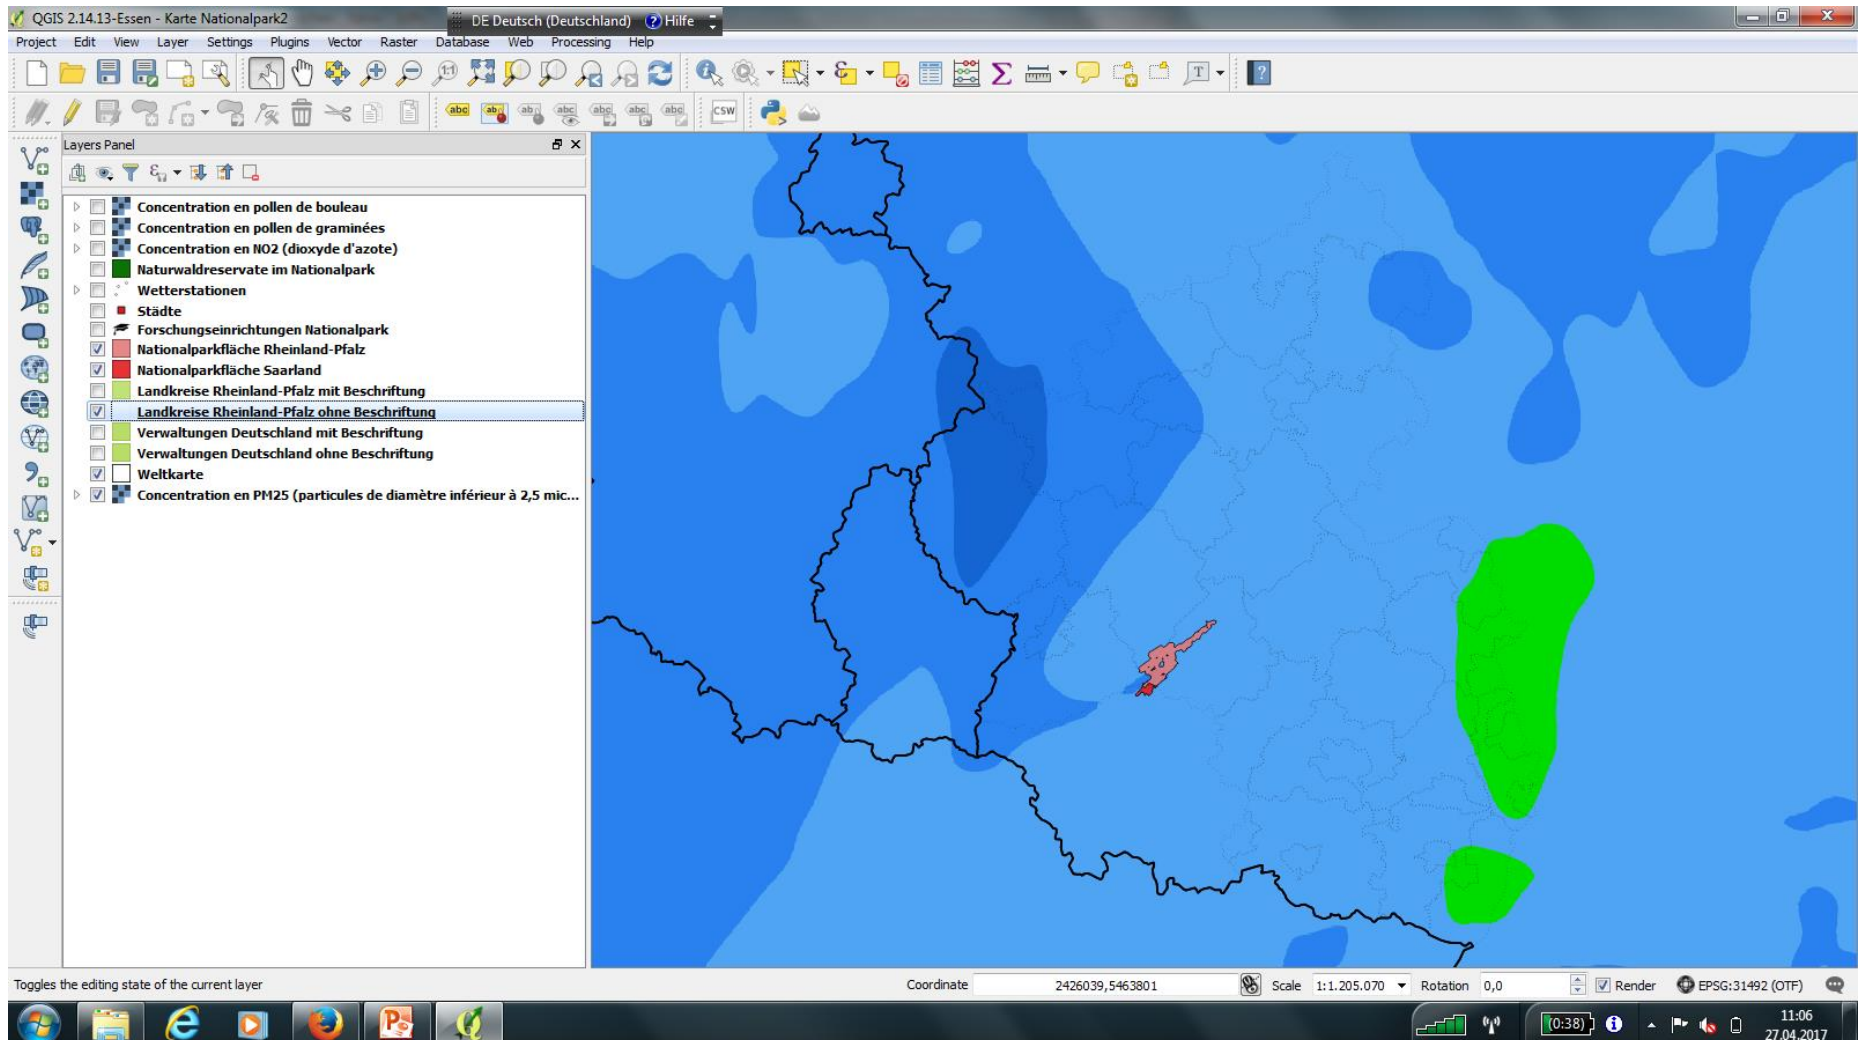 QGIS 2.14.13-Essen - Karte Nationalpark2
DE Deutsch (Deutschland) ? Hilfe
Project Edit View Layer Settings Plugins Vector Raster Database Web Processing Help
1:1
T
?
abc
CSW
Layers Panel
Concentration en pollen de bouleau
Concentration en pollen de graminées
Concentration en NO2 (dioxyde d'azote)
Naturwaldreservate im Nationalpark
Wetterstationen
Städte
Forschungseinrichtungen Nationalpark
Nationalparkfläche Rheinland-Pfalz
Nationalparkfläche Saarland
Landkreise Rheinland-Pfalz mit Beschriftung
Landkreise Rheinland-Pfalz ohne Beschriftung
Verwaltungen Deutschland mit Beschriftung
Verwaltungen Deutschland ohne Beschriftung
Weltkarte
Concentration en PM25 (particules de diamètre inférieur à 2,5 mic...
Toggles the editing state of the current layer
Coordinate 2426039,5463801 Scale 1:1.205.070 Rotation 0,0 Render EPSG:31492 (OTF)
(0:38)
11:06
27.04.2017